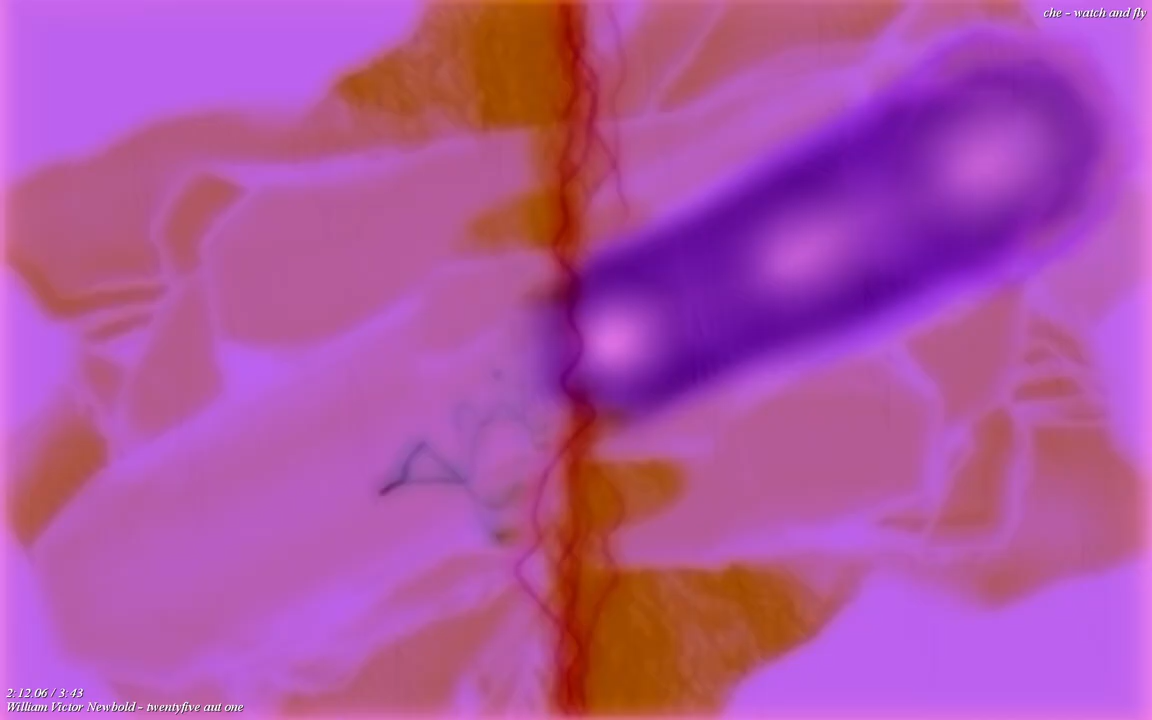 che - watch and fly
2:12.06 / 3:43
William Victor Newbold - twentyfive aut one